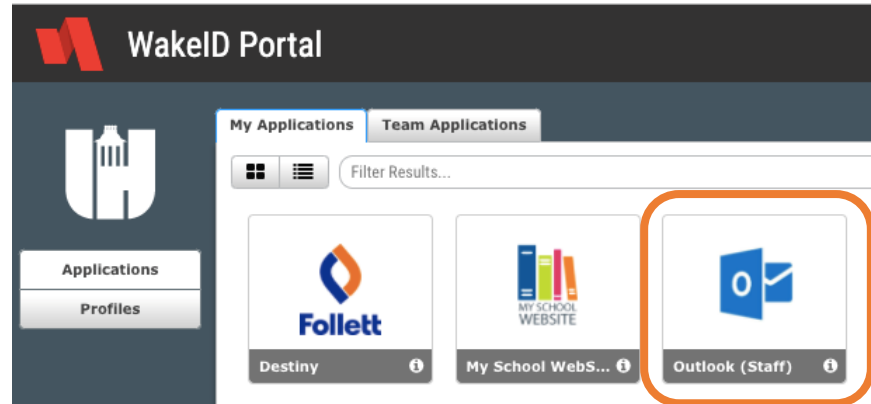 WakeID Portal
My Applications
Team Applications
Filter Results...
Applications
Profiles
Follett
MY SCHOOL
WEBSITE
O
Destiny
My School WebS...
Outlook (Staff)